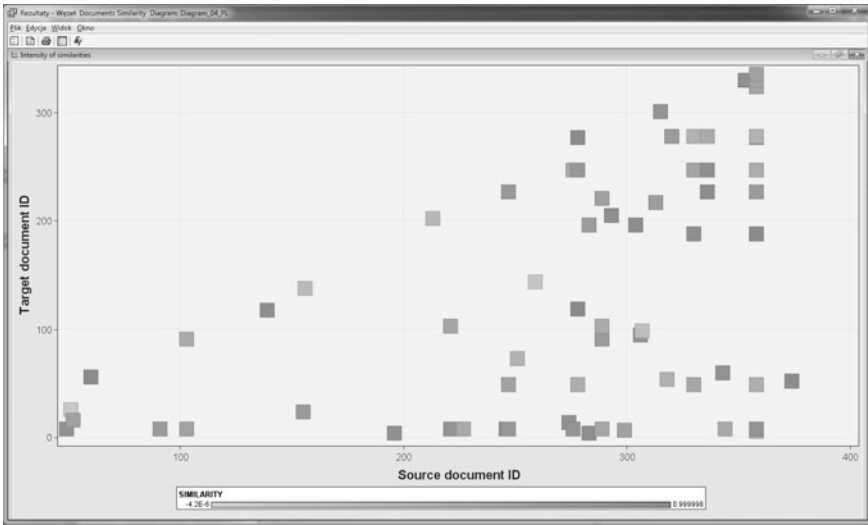 Rezultaty - Węzeł: Documents Similarity Diagram: Diagram_04_PL
Plik Edycja Widok Okno
Intensity of similarities
Target document ID
300
200
100
0
100 200 300 400
Source document ID
SIMILARITY
-4.2E-6 0.999998